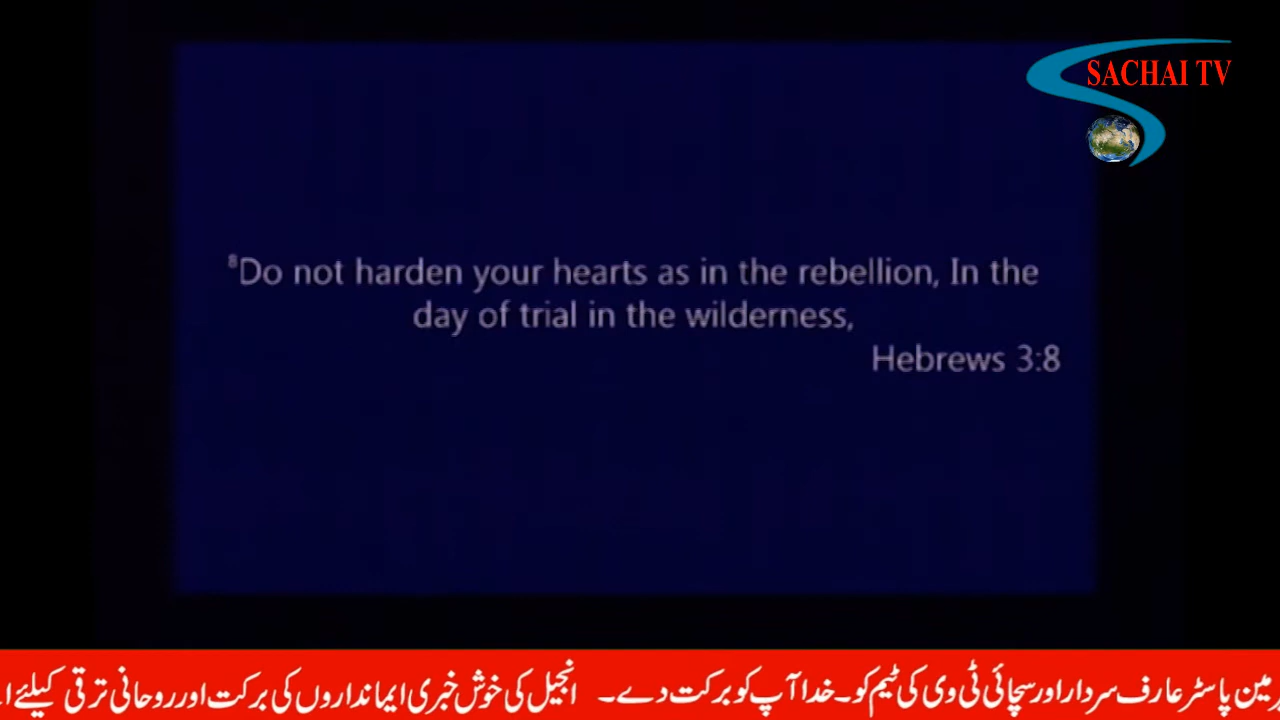 SACHAI TV
⁸Do not harden your hearts as in the rebellion, In the
day of trial in the wilderness,
Hebrews 3:8
پاسٹر عارف سردار اور سچائی ٹی وی کی ٹیم کو۔ خدا آپ کو برکت دے۔ انجیل کی خوش خبری ایمانداروں کی برکت اور روحانی ترقی کیلئے